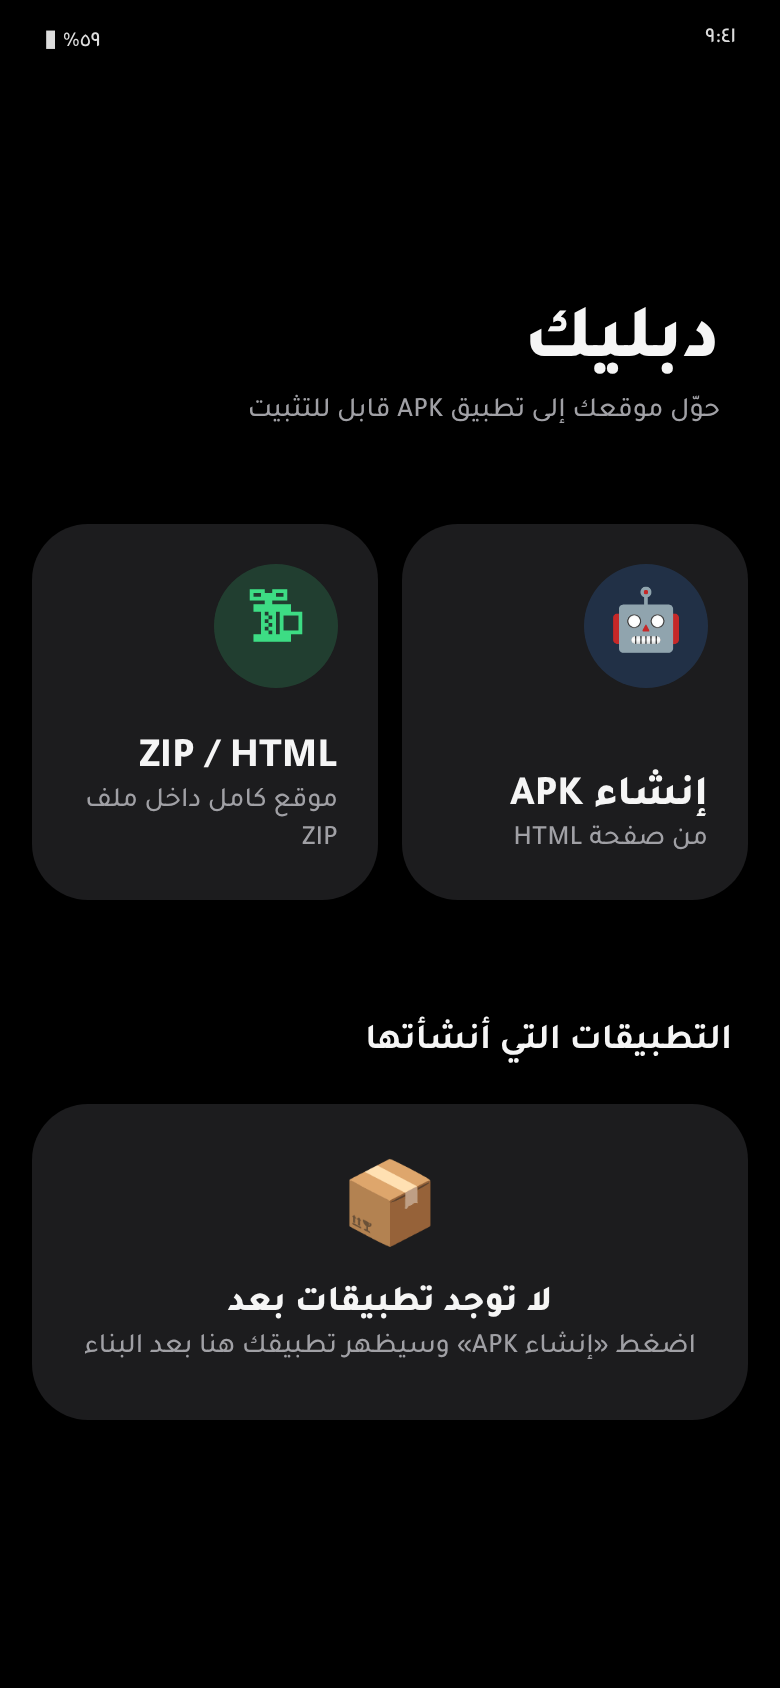 ٩:٤١
٥٩%
دبليك
حوّل موقعك إلى تطبيق APK قابل للتثبيت
إنشاء APK
من صفحة HTML
ZIP / HTML
موقع كامل داخل ملف
ZIP
التطبيقات التي أنشأتها
لا توجد تطبيقات بعد
اضغط «إنشاء APK» وسيظهر تطبيقك هنا بعد البناء